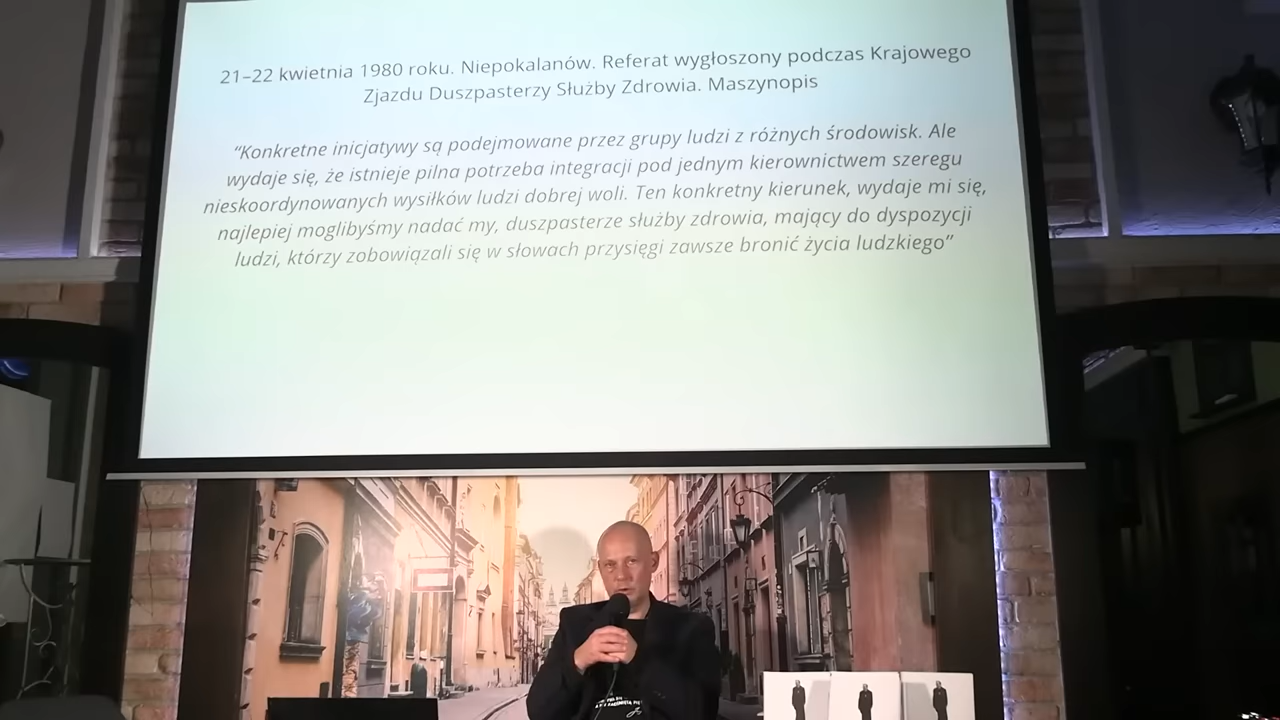 21–22 kwietnia 1980 roku. Niepokalanów. Referat wygłoszony podczas Krajowego
Zjazdu Duszpasterzy Służby Zdrowia. Maszynopis
“Konkretne inicjatywy są podejmowane przez grupy ludzi z różnych środowisk. Ale
wydaje się, że istnieje pilna potrzeba integracji pod jednym kierownictwem szeregu
nieskoordynowanych wysiłków ludzi dobrej woli. Ten konkretny kierunek, wydaje mi się,
najlepiej moglibyśmy nadać my, duszpasterze służby zdrowia, mający do dyspozycji
ludzi, którzy zobowiązali się w słowach przysięgi zawsze bronić życia ludzkiego”